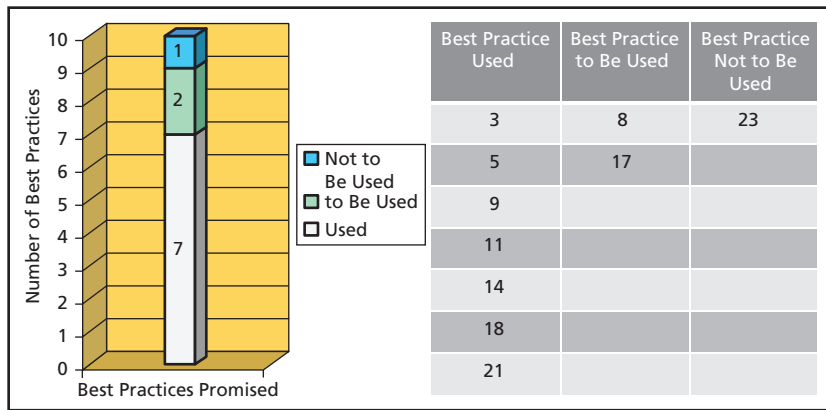 Number of Best Practices
10
9
8
7
6
5
4
3
2
1
0
1
2
7
Best Practices Promised
Not to
Be Used
to Be Used
Used
Best Practice Used | Best Practice to Be Used | Best Practice Not to Be Used
3 8 23
5 17
9
11
14
18
21